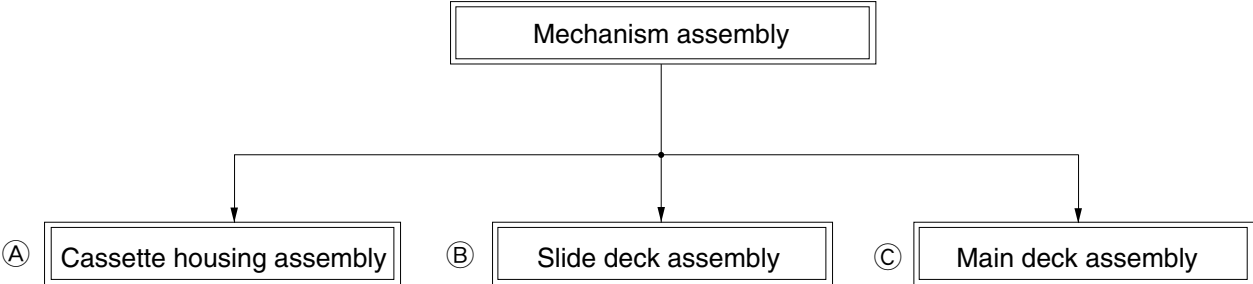 Mechanism assembly
Ⓐ Cassette housing assembly Ⓑ Slide deck assembly Ⓒ Main deck assembly